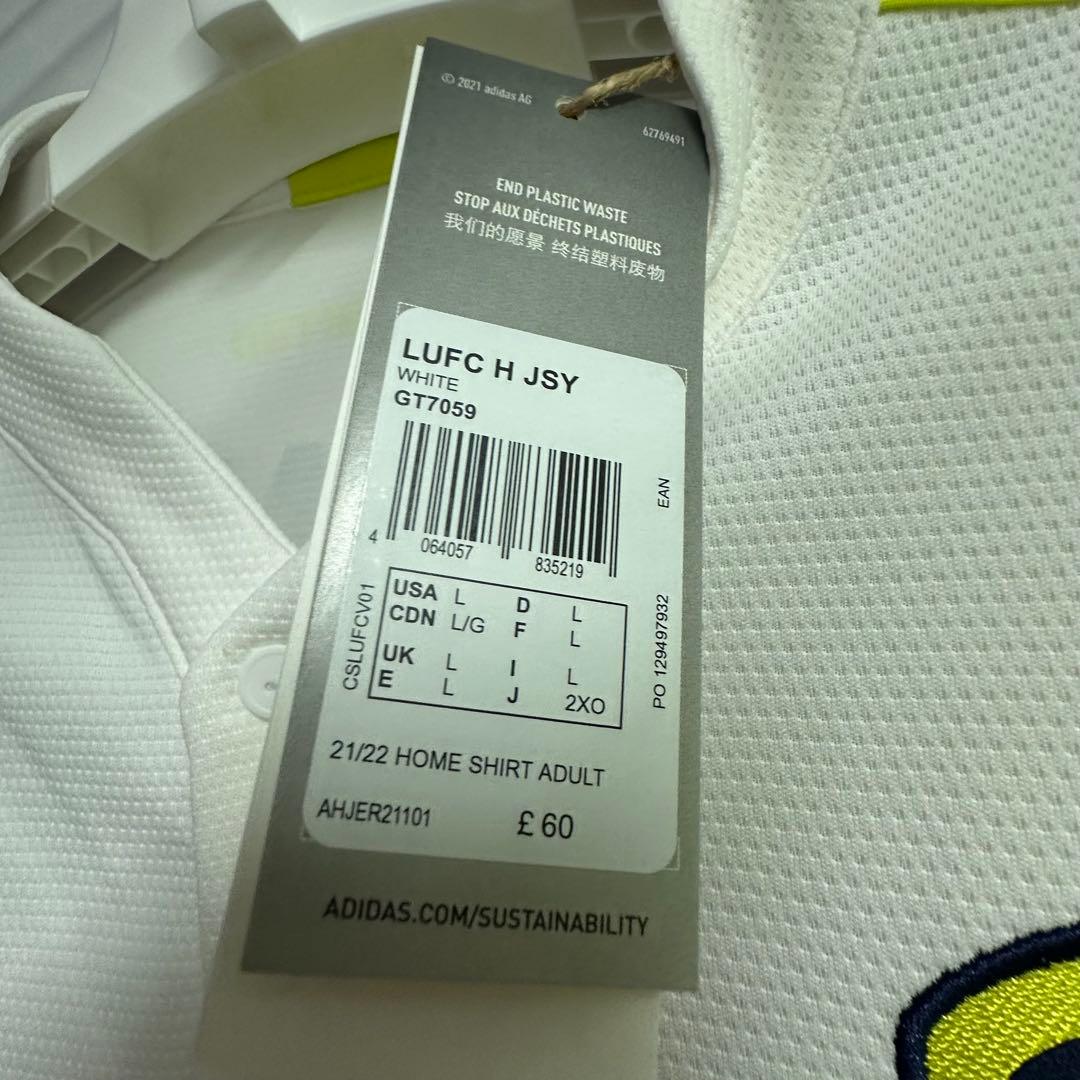 © 2021 adidas AG
62769491
END PLASTIC WASTE
STOP AUX DÉCHETS PLASTIQUES
我们的愿景 终结塑料废物
LUFC H JSY
WHITE
GT7059
EAN
4 064057 835219
CSLUFCV01
PO 129497932
USA L D L
CDN L/G F L
UK L I L
E L J 2XO
21/22 HOME SHIRT ADULT
AHJER21101 £ 60
ADIDAS.COM/SUSTAINABILITY